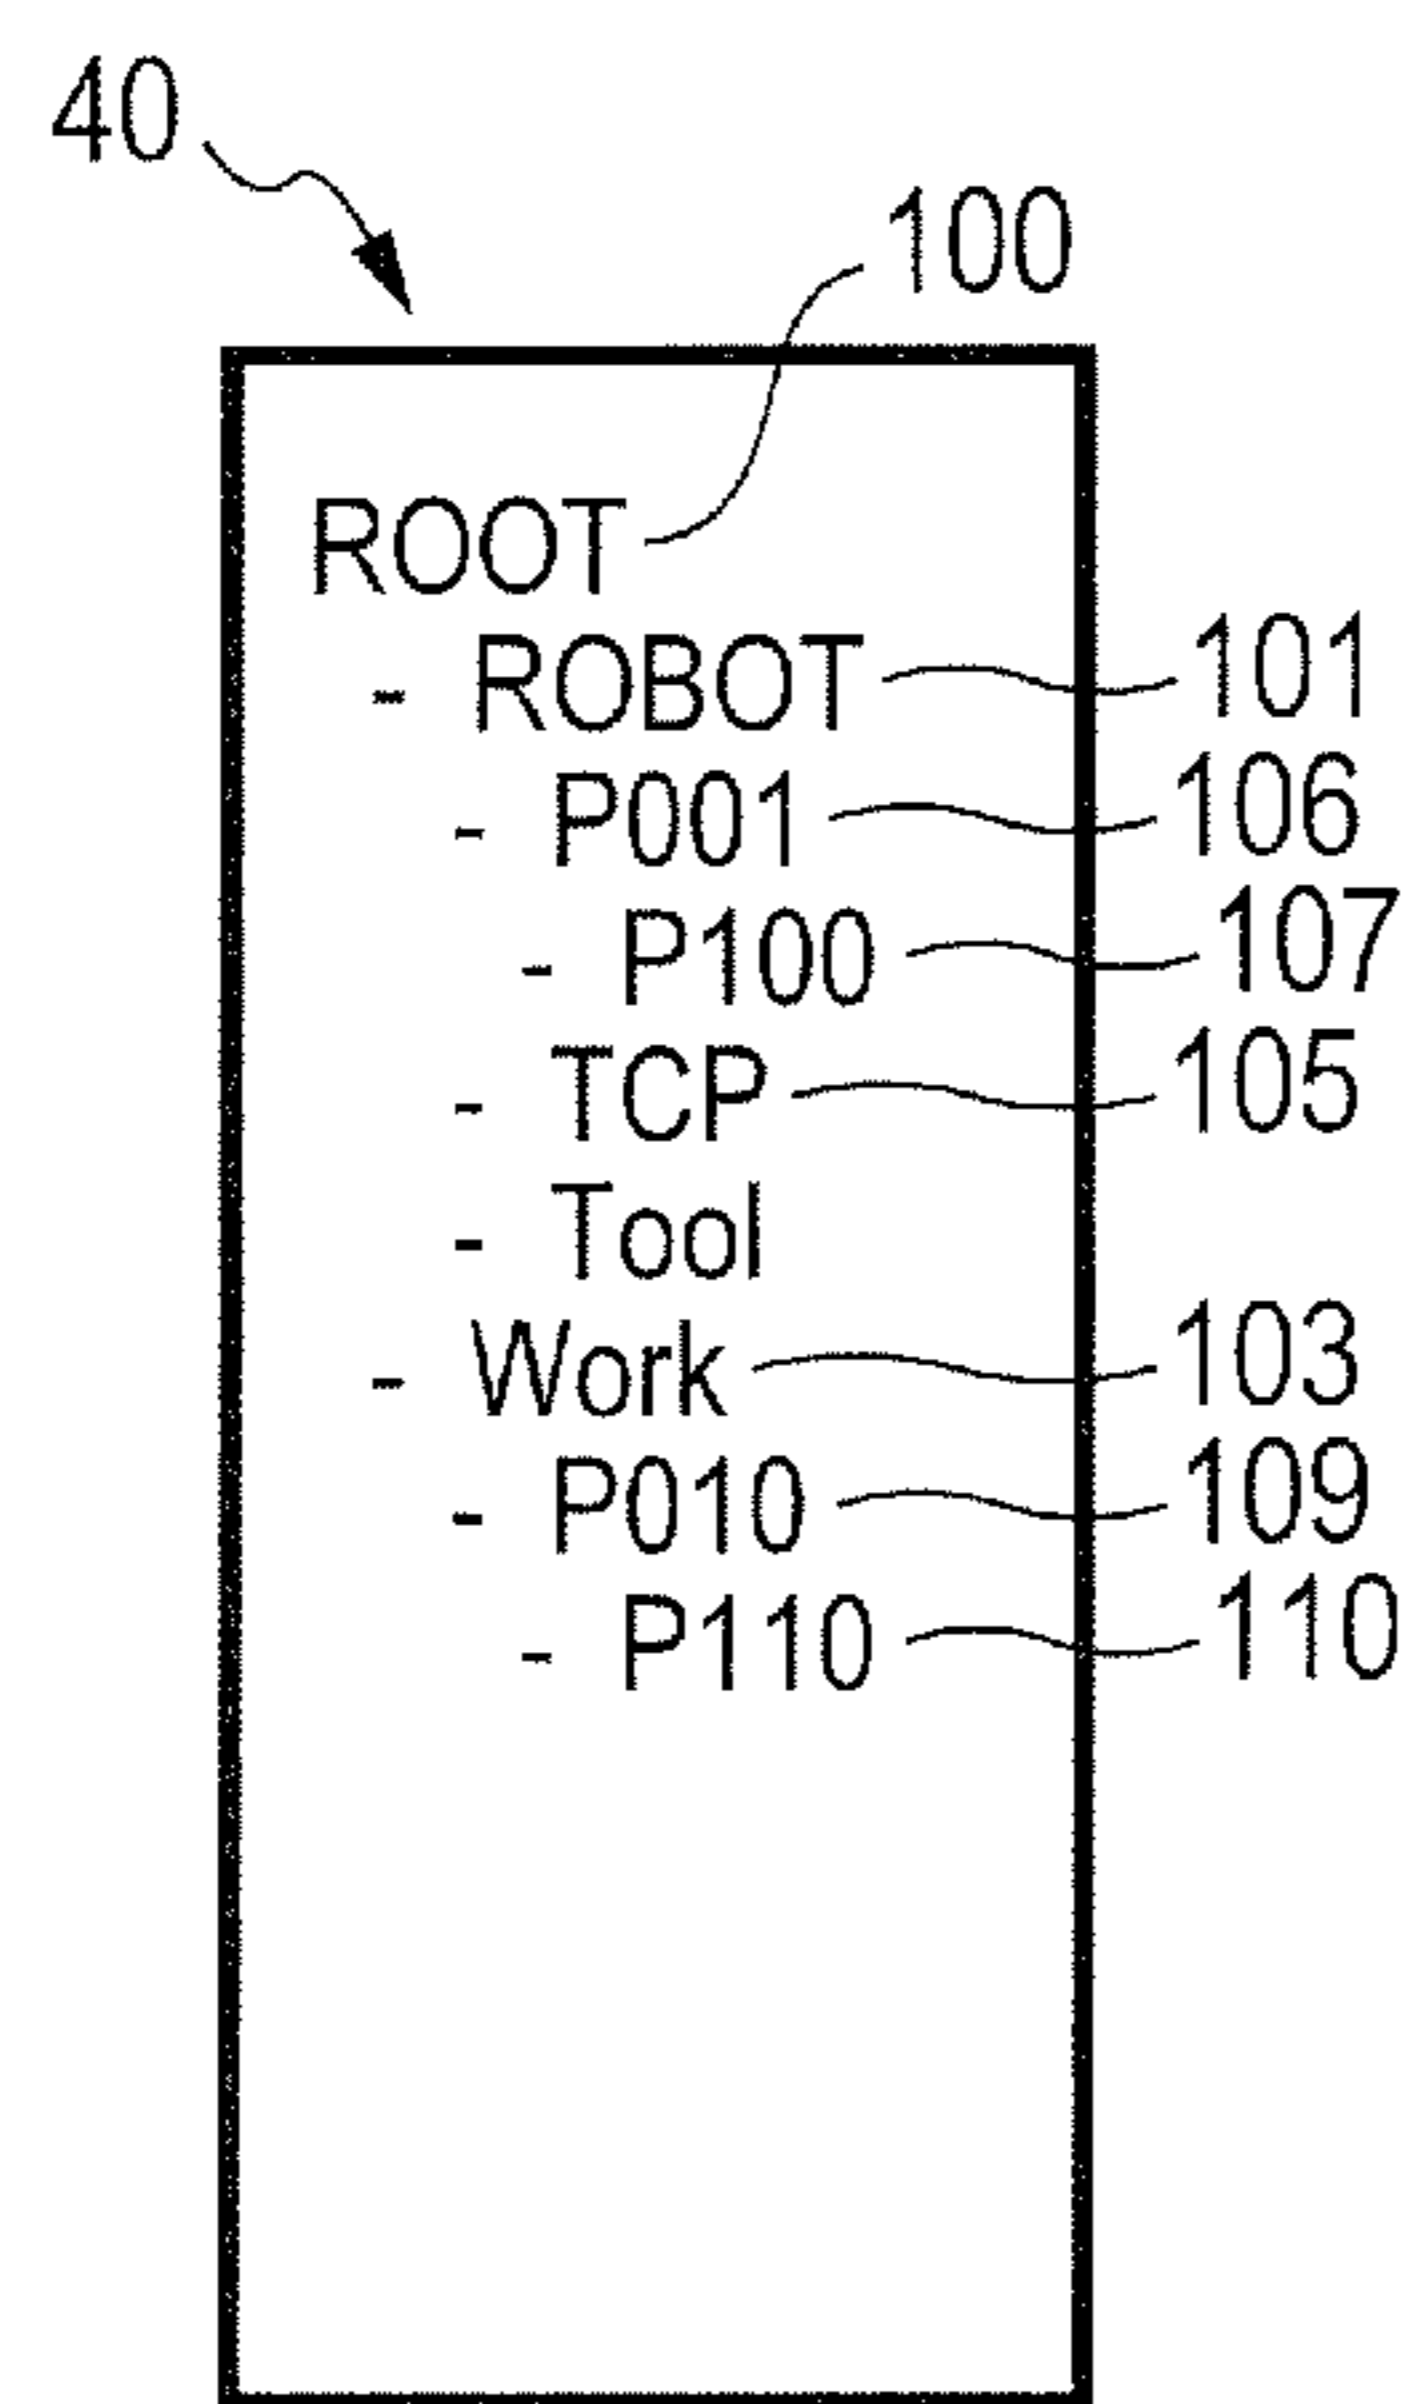 40
100
ROOT
- ROBOT 101
- P001 106
- P100 107
- TCP 105
- Tool
- Work 103
- P010 109
- P110 110